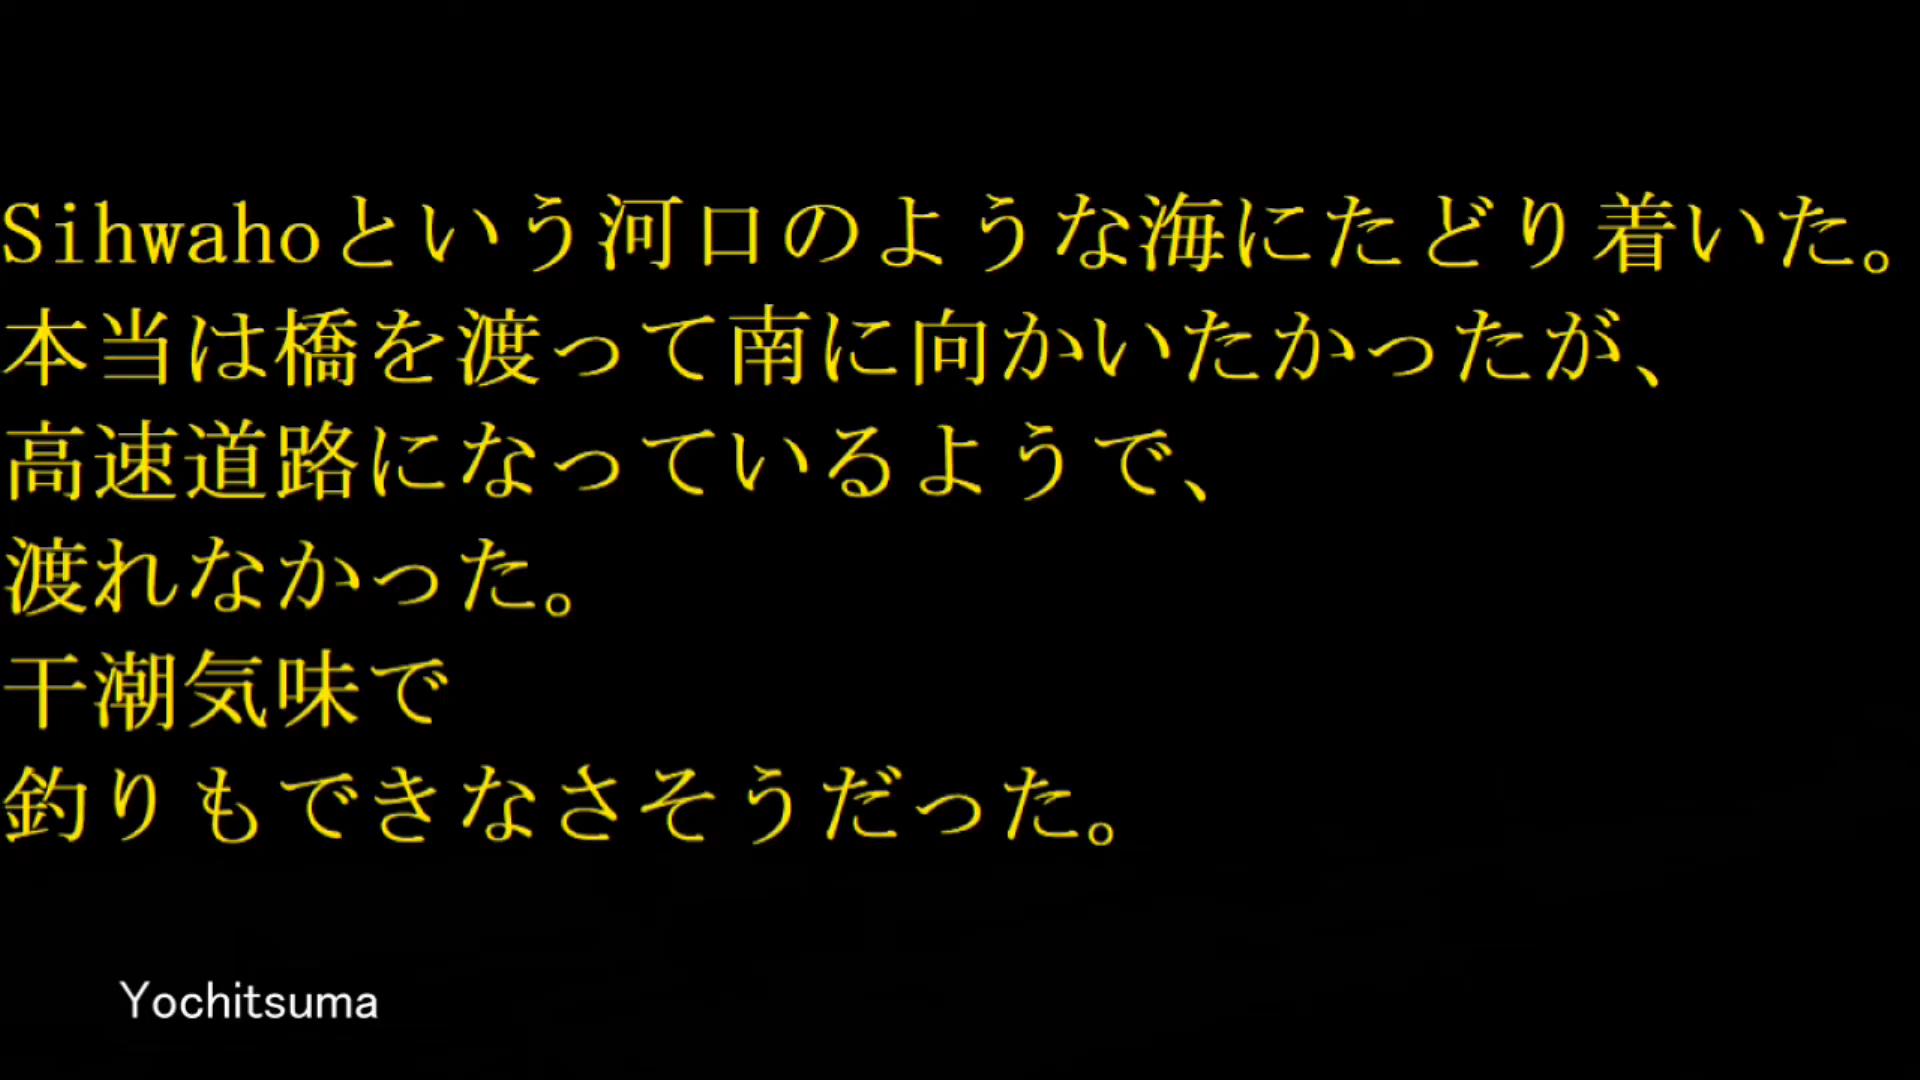 Sihwahoという河口のような海にたどり着いた。
本当は橋を渡って南に向かいたかったが、
高速道路になっているようで、
渡れなかった。
干潮気味で
釣りもできなさそうだった。
Yochitsuma